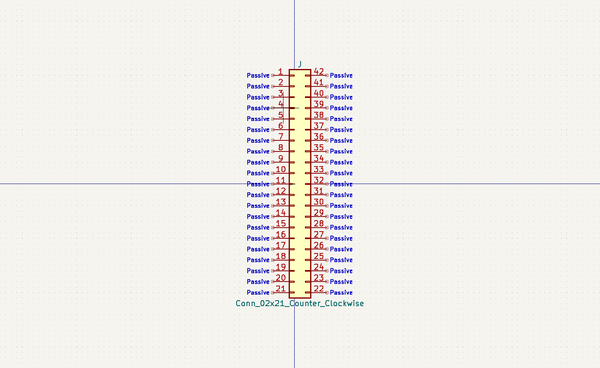 J
Passive 1 42 Passive
Passive 2 41 Passive
Passive 3 40 Passive
Passive 4 39 Passive
Passive 5 38 Passive
Passive 6 37 Passive
Passive 7 36 Passive
Passive 8 35 Passive
Passive 9 34 Passive
Passive 10 33 Passive
Passive 11 32 Passive
Passive 12 31 Passive
Passive 13 30 Passive
Passive 14 29 Passive
Passive 15 28 Passive
Passive 16 27 Passive
Passive 17 26 Passive
Passive 18 25 Passive
Passive 19 24 Passive
Passive 20 23 Passive
Passive 21 22 Passive
Conn_02x21_Counter_Clockwise